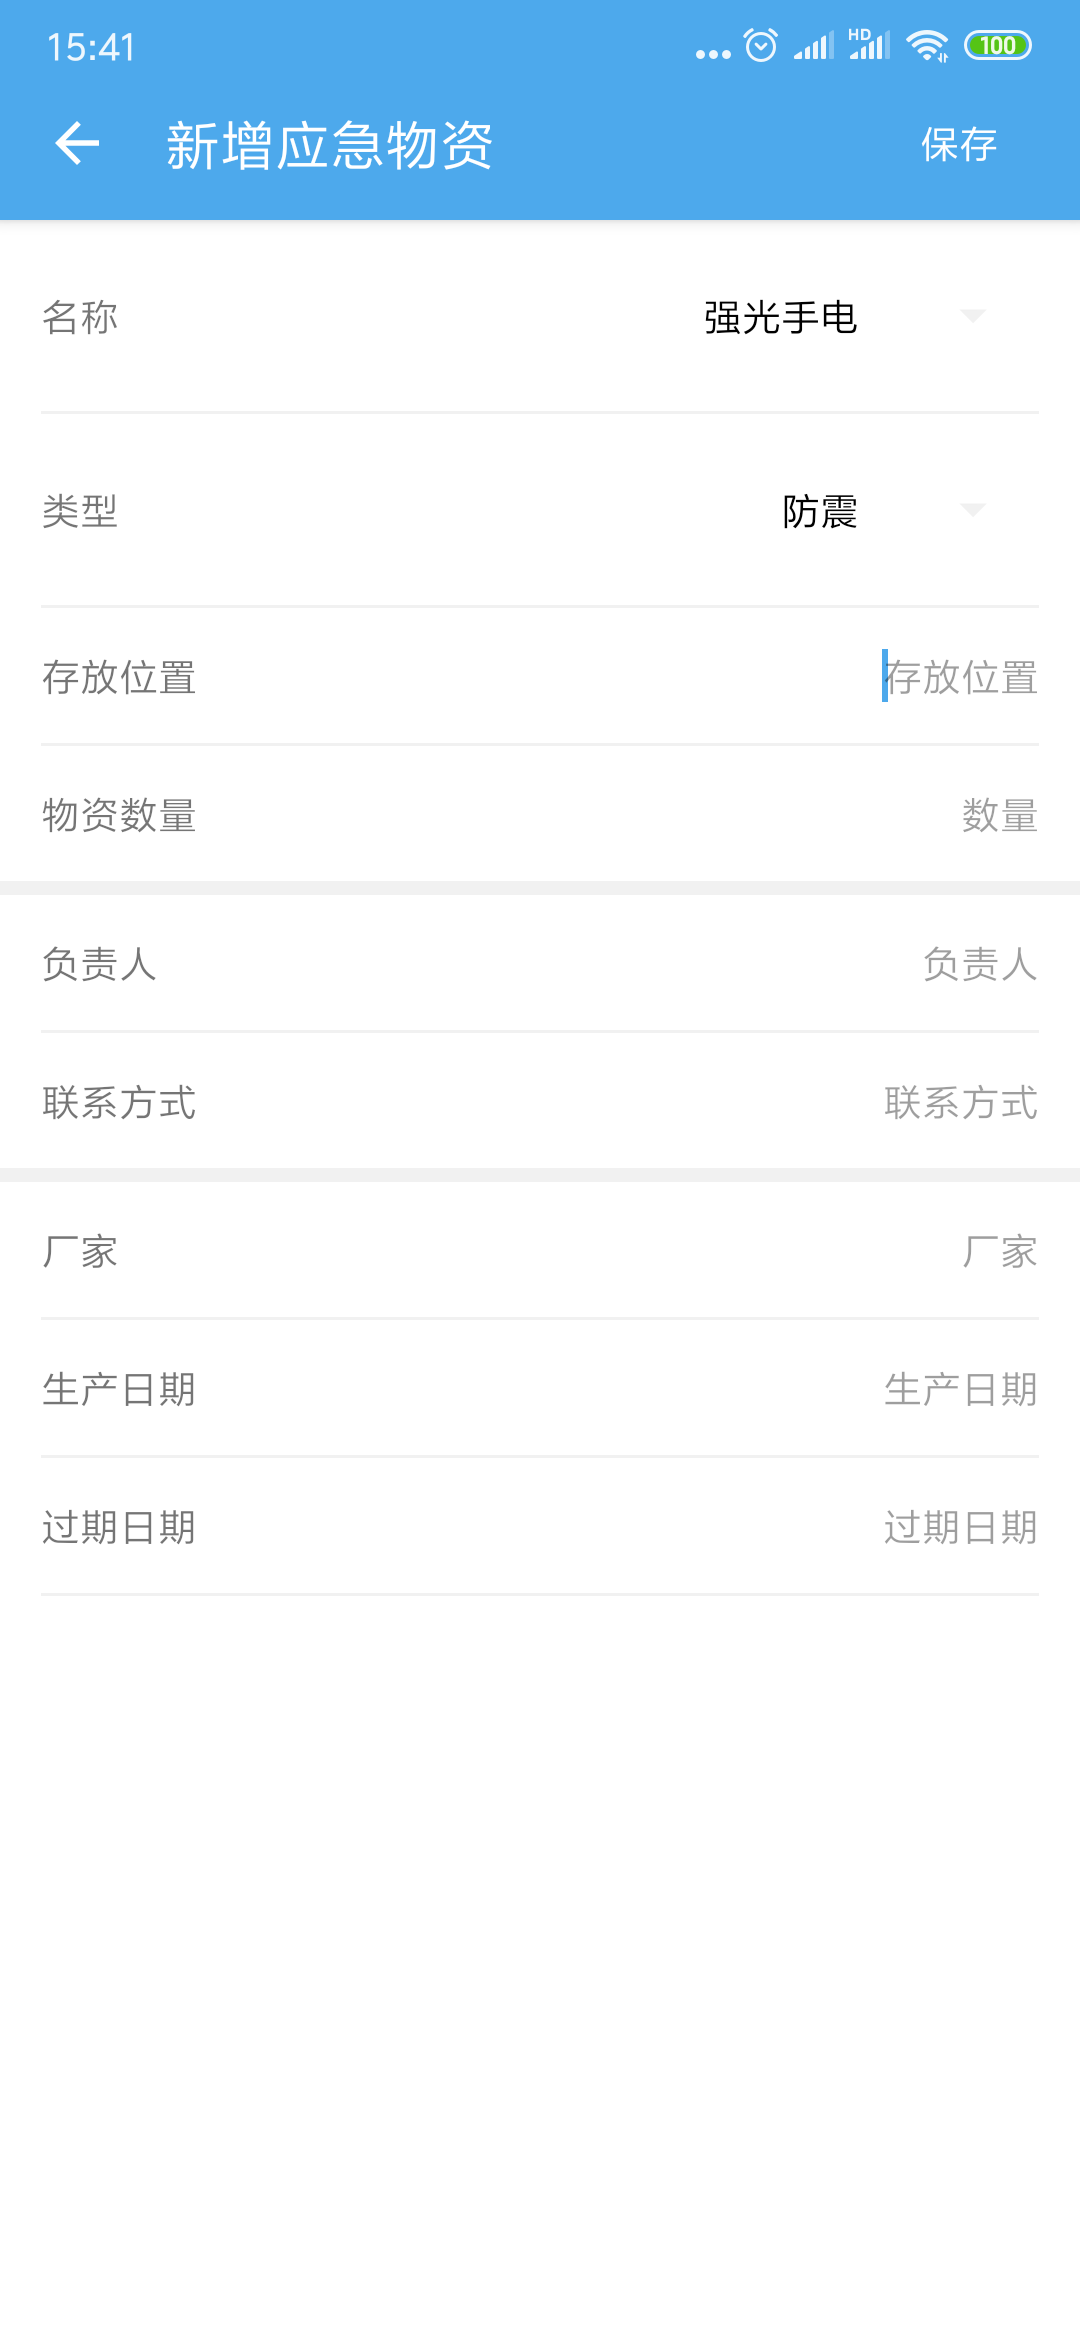 15:41 HD 100
新增应急物资 保存
名称 强光手电
类型 防震
存放位置 存放位置
物资数量 数量
负责人 负责人
联系方式 联系方式
厂家 厂家
生产日期 生产日期
过期日期 过期日期